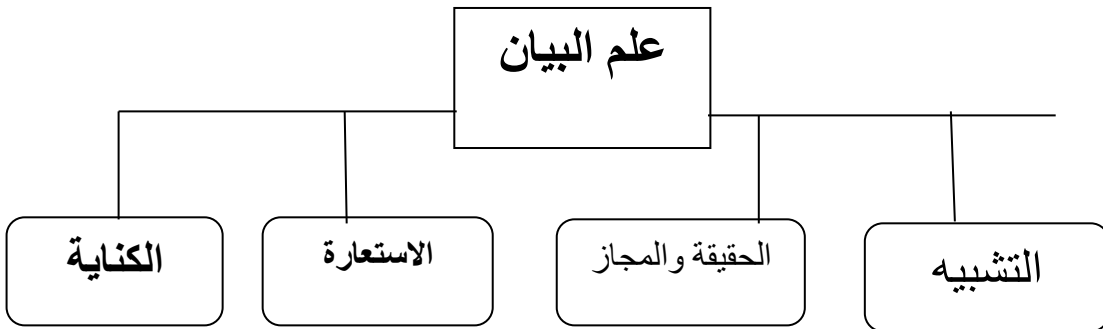 علم البيان
التشبيه
الحقيقة والمجاز
الاستعارة
الكناية